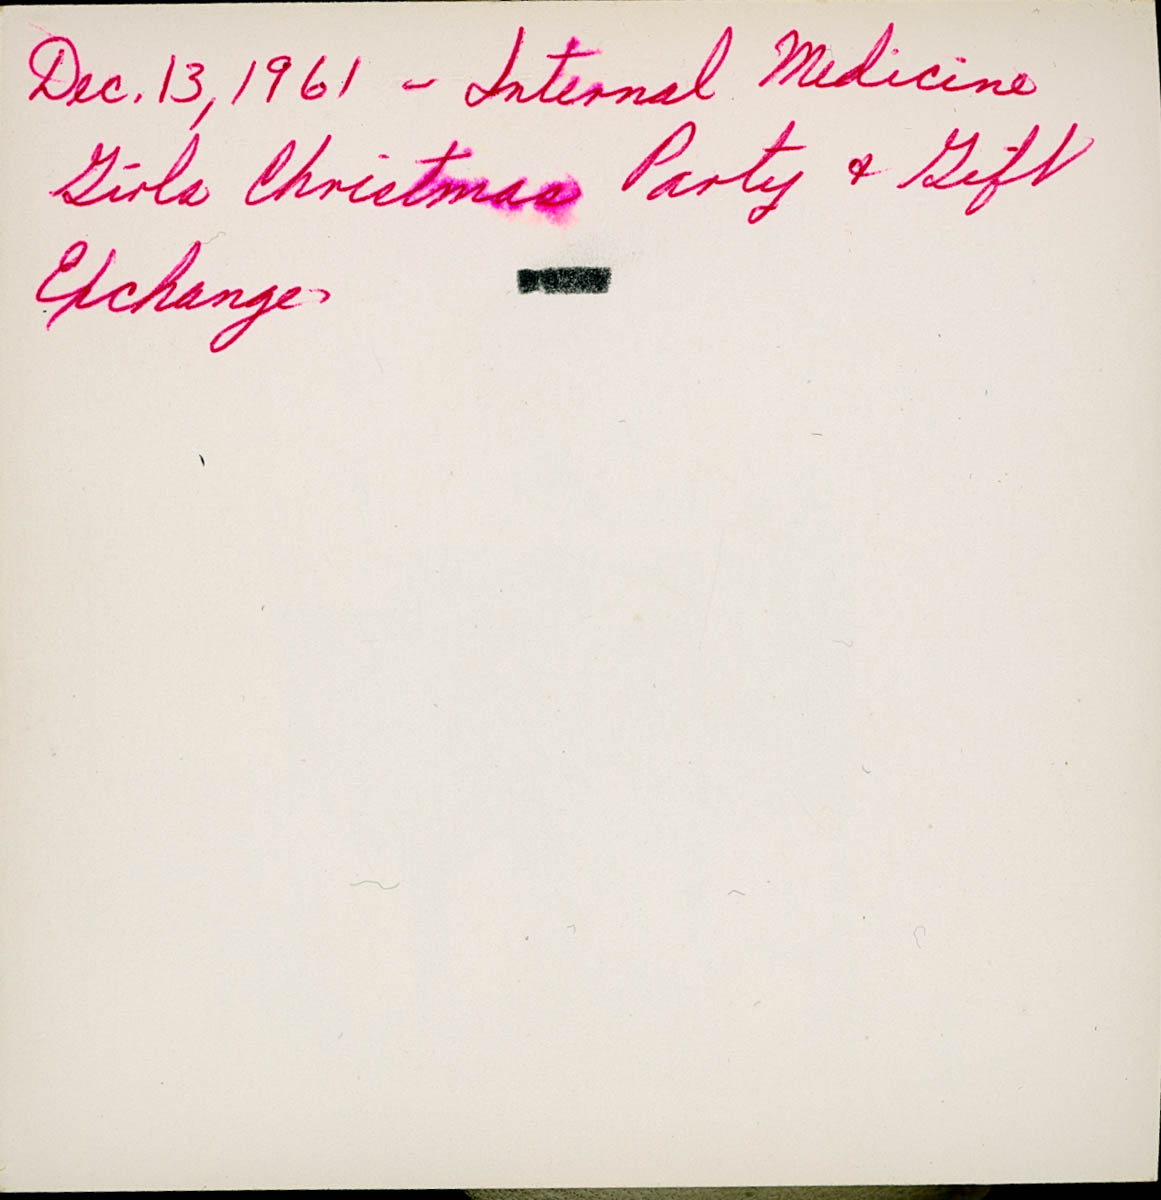 Dec. 13, 1961 - Internal Medicine
Girls Christmas Party & Gift
Exchange